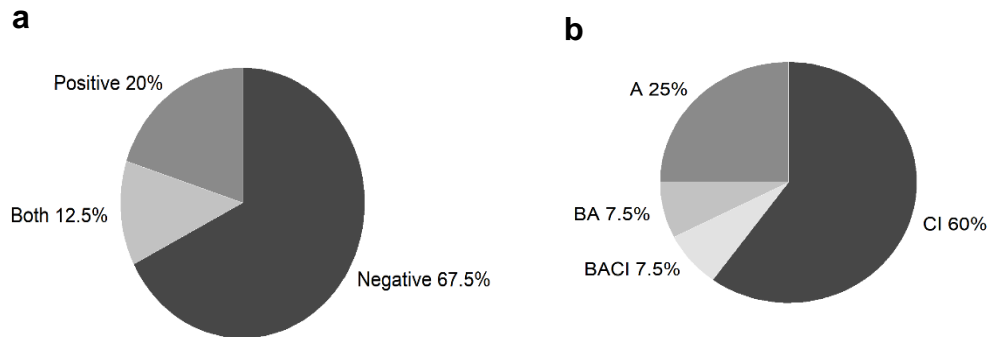 a
Positive 20%
Both 12.5%
Negative 67.5%
b
A 25%
BA 7.5%
BACI 7.5%
CI 60%